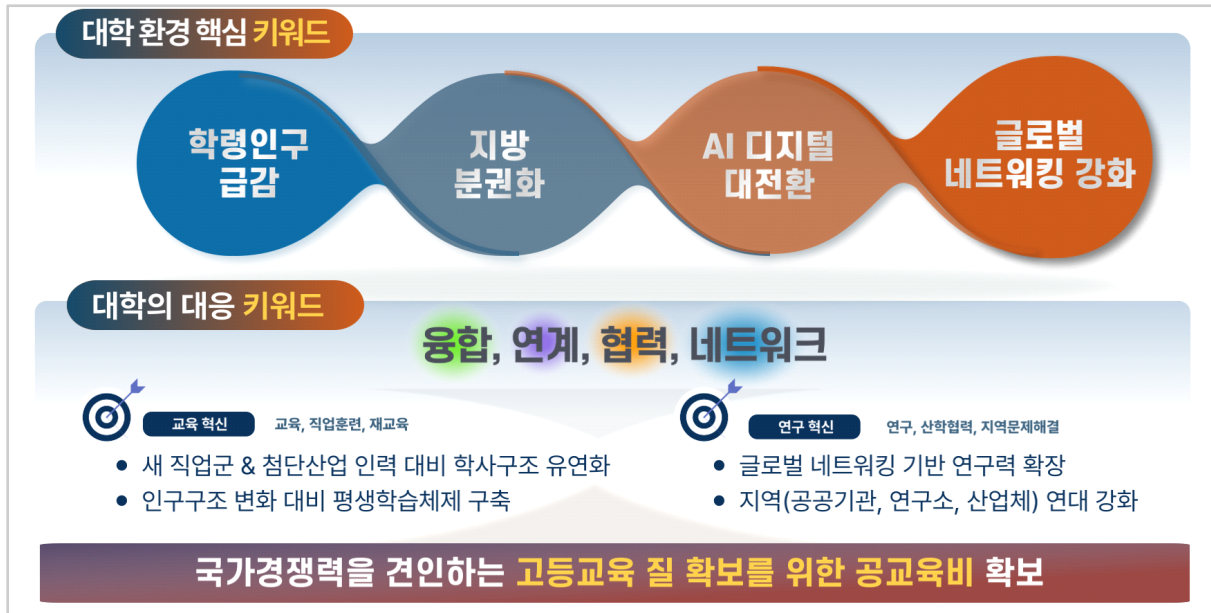 대학 환경 핵심 키워드
학령인구
급감
지방
분권화
AI 디지털
대전환
글로벌
네트워킹 강화
대학의 대응 키워드
융합, 연계, 협력, 네트워크
교육 혁신
교육, 직업훈련, 재교육
• 새 직업군 & 첨단산업 인력 대비 학사구조 유연화
• 인구구조 변화 대비 평생학습체제 구축
연구 혁신
연구, 산학협력, 지역문제해결
• 글로벌 네트워킹 기반 연구력 확장
• 지역(공공기관, 연구소, 산업체) 연대 강화
국가경쟁력을 견인하는 고등교육 질 확보를 위한 공교육비 확보